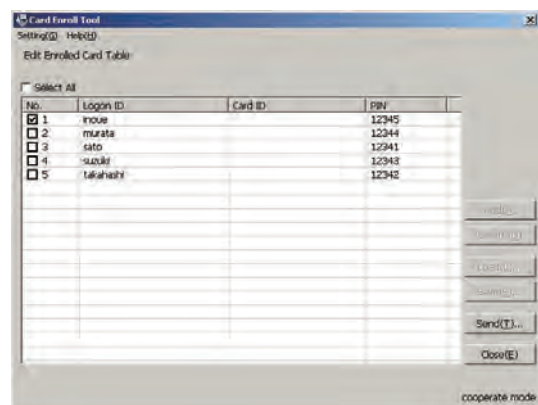 Card Enroll Tool
Setting(G) Help(H)
Edit Enrolled Card Table
Select All
No. Logon ID Card ID PIN
1 inoue 12345
2 murata 12344
3 sato 12341
4 suzuki 12343
5 takahashi 12342
Send(T)...
Close(E)
cooperate mode